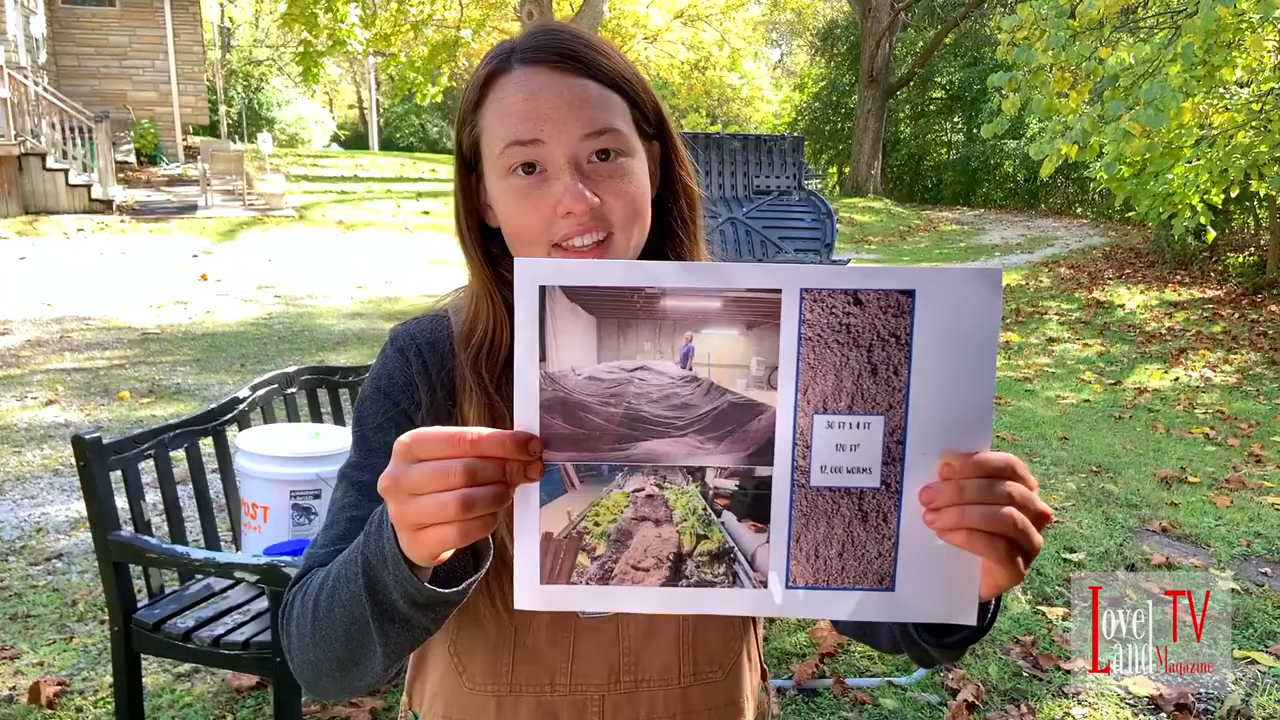 30 FT X 4 FT
120 FT²
12,000 WORMS
OST
Love
Land
TV
Magazine